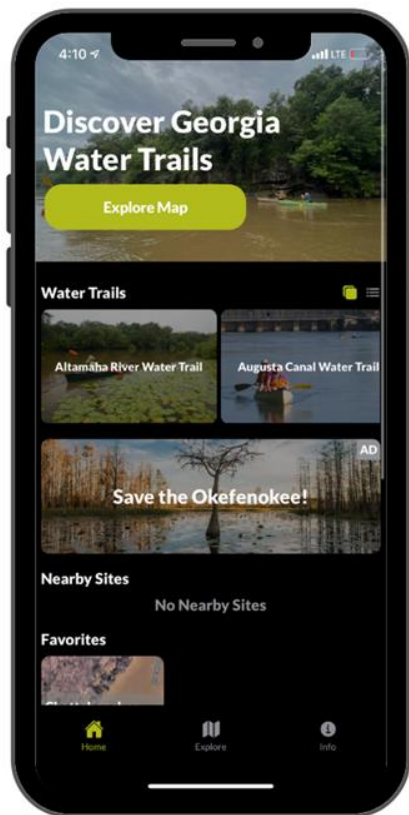 4:10
LTE
Discover Georgia
Water Trails
Explore Map
Water Trails
Altamaha River Water Trail
Augusta Canal Water Trail
AD
Save the Okefenokee!
Nearby Sites
No Nearby Sites
Favorites
Home
Explore
Info